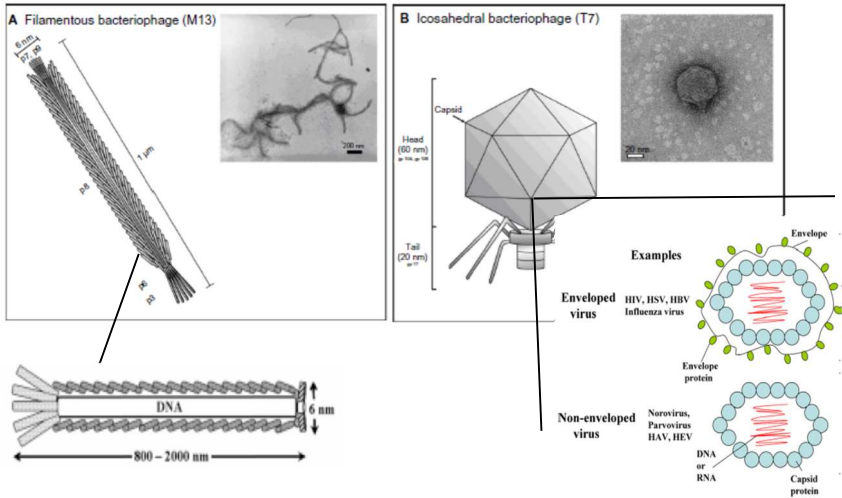 A Filamentous bacteriophage (M13)
6 nm
p7, p9
1 µm
p8
p6
p3
200 nm
B Icosahedral bacteriophage (T7)
Capsid
Head
(60 nm)
Tail
(20 nm)
20 nm
DNA
6 nm
800 – 2000 nm
Examples
Envelope
Enveloped
virus
HIV, HSV, HBV
Influenza virus
Envelope
protein
Non-enveloped
virus
Norovirus,
Parvovirus
HAV, HEV
DNA
or
RNA
Capsid
protein